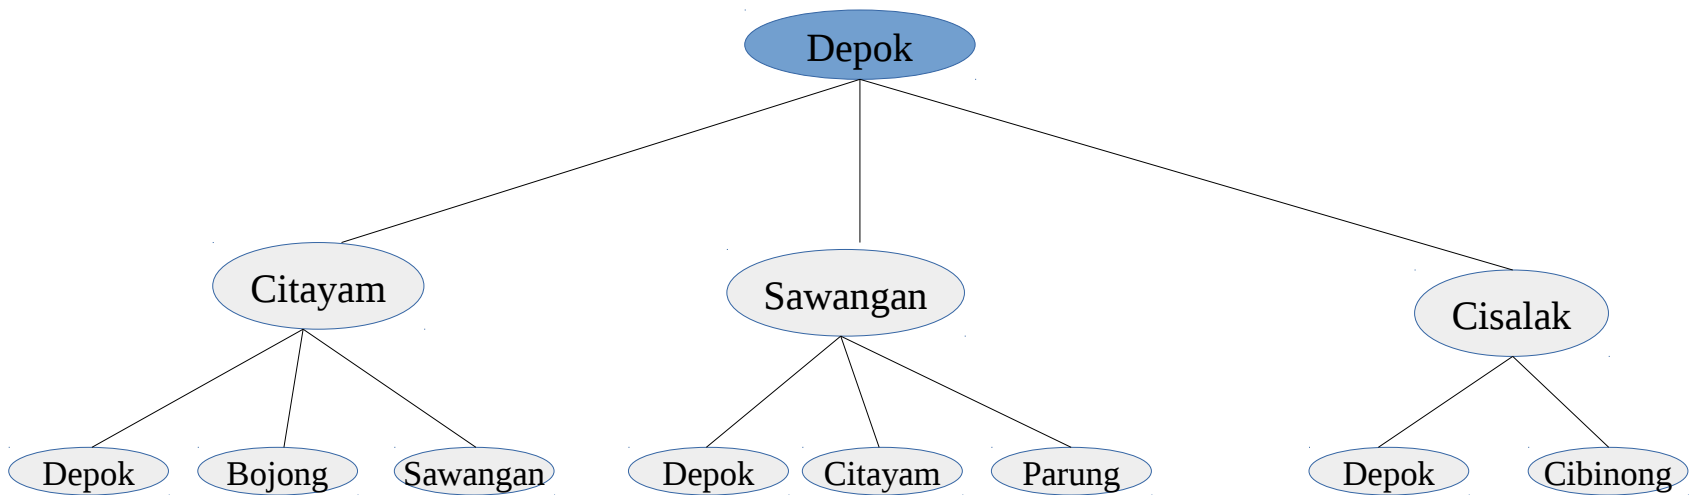 Depok
Citayam
Sawangan
Cisalak
Depok
Bojong
Sawangan
Depok
Citayam
Parung
Depok
Cibinong